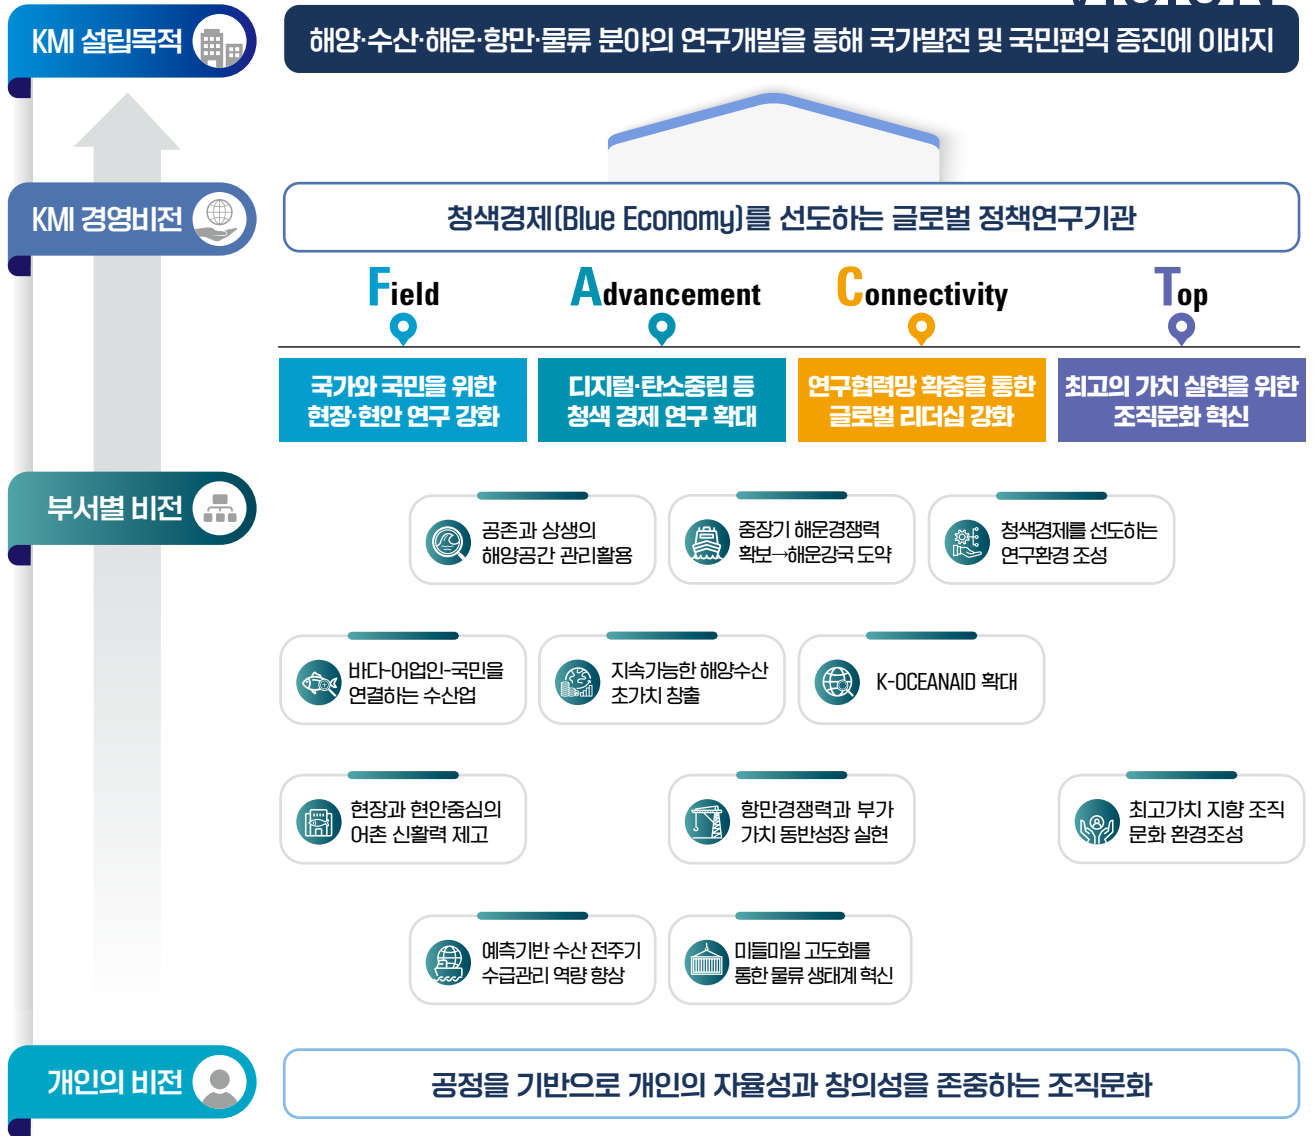 VISION
KMI 설립목적
해양·수산·해운·항만·물류 분야의 연구개발을 통해 국가발전 및 국민편익 증진에 이바지
KMI 경영비전
청색경제(Blue Economy)를 선도하는 글로벌 정책연구기관
Field
Advancement
Connectivity
Top
국가와 국민을 위한
현장·현안 연구 강화
디지털·탄소중립 등
청색 경제 연구 확대
연구협력망 확충을 통한
글로벌 리더십 강화
최고의 가치 실현을 위한
조직문화 혁신
부서별 비전
공존과 상생의
해양공간 관리활용
중장기 해운경쟁력
확보→해운강국 도약
청색경제를 선도하는
연구환경 조성
바다-어업인-국민을
연결하는 수산업
지속가능한 해양수산
초가치 창출
K-OCEANAID 확대
현장과 현안중심의
어촌 신활력 제고
항만경쟁력과 부가
가치 동반성장 실현
최고가치 지향 조직
문화 환경조성
예측기반 수산 전주기
수급관리 역량 향상
미들마일 고도화를
통한 물류 생태계 혁신
개인의 비전
공정을 기반으로 개인의 자율성과 창의성을 존중하는 조직문화